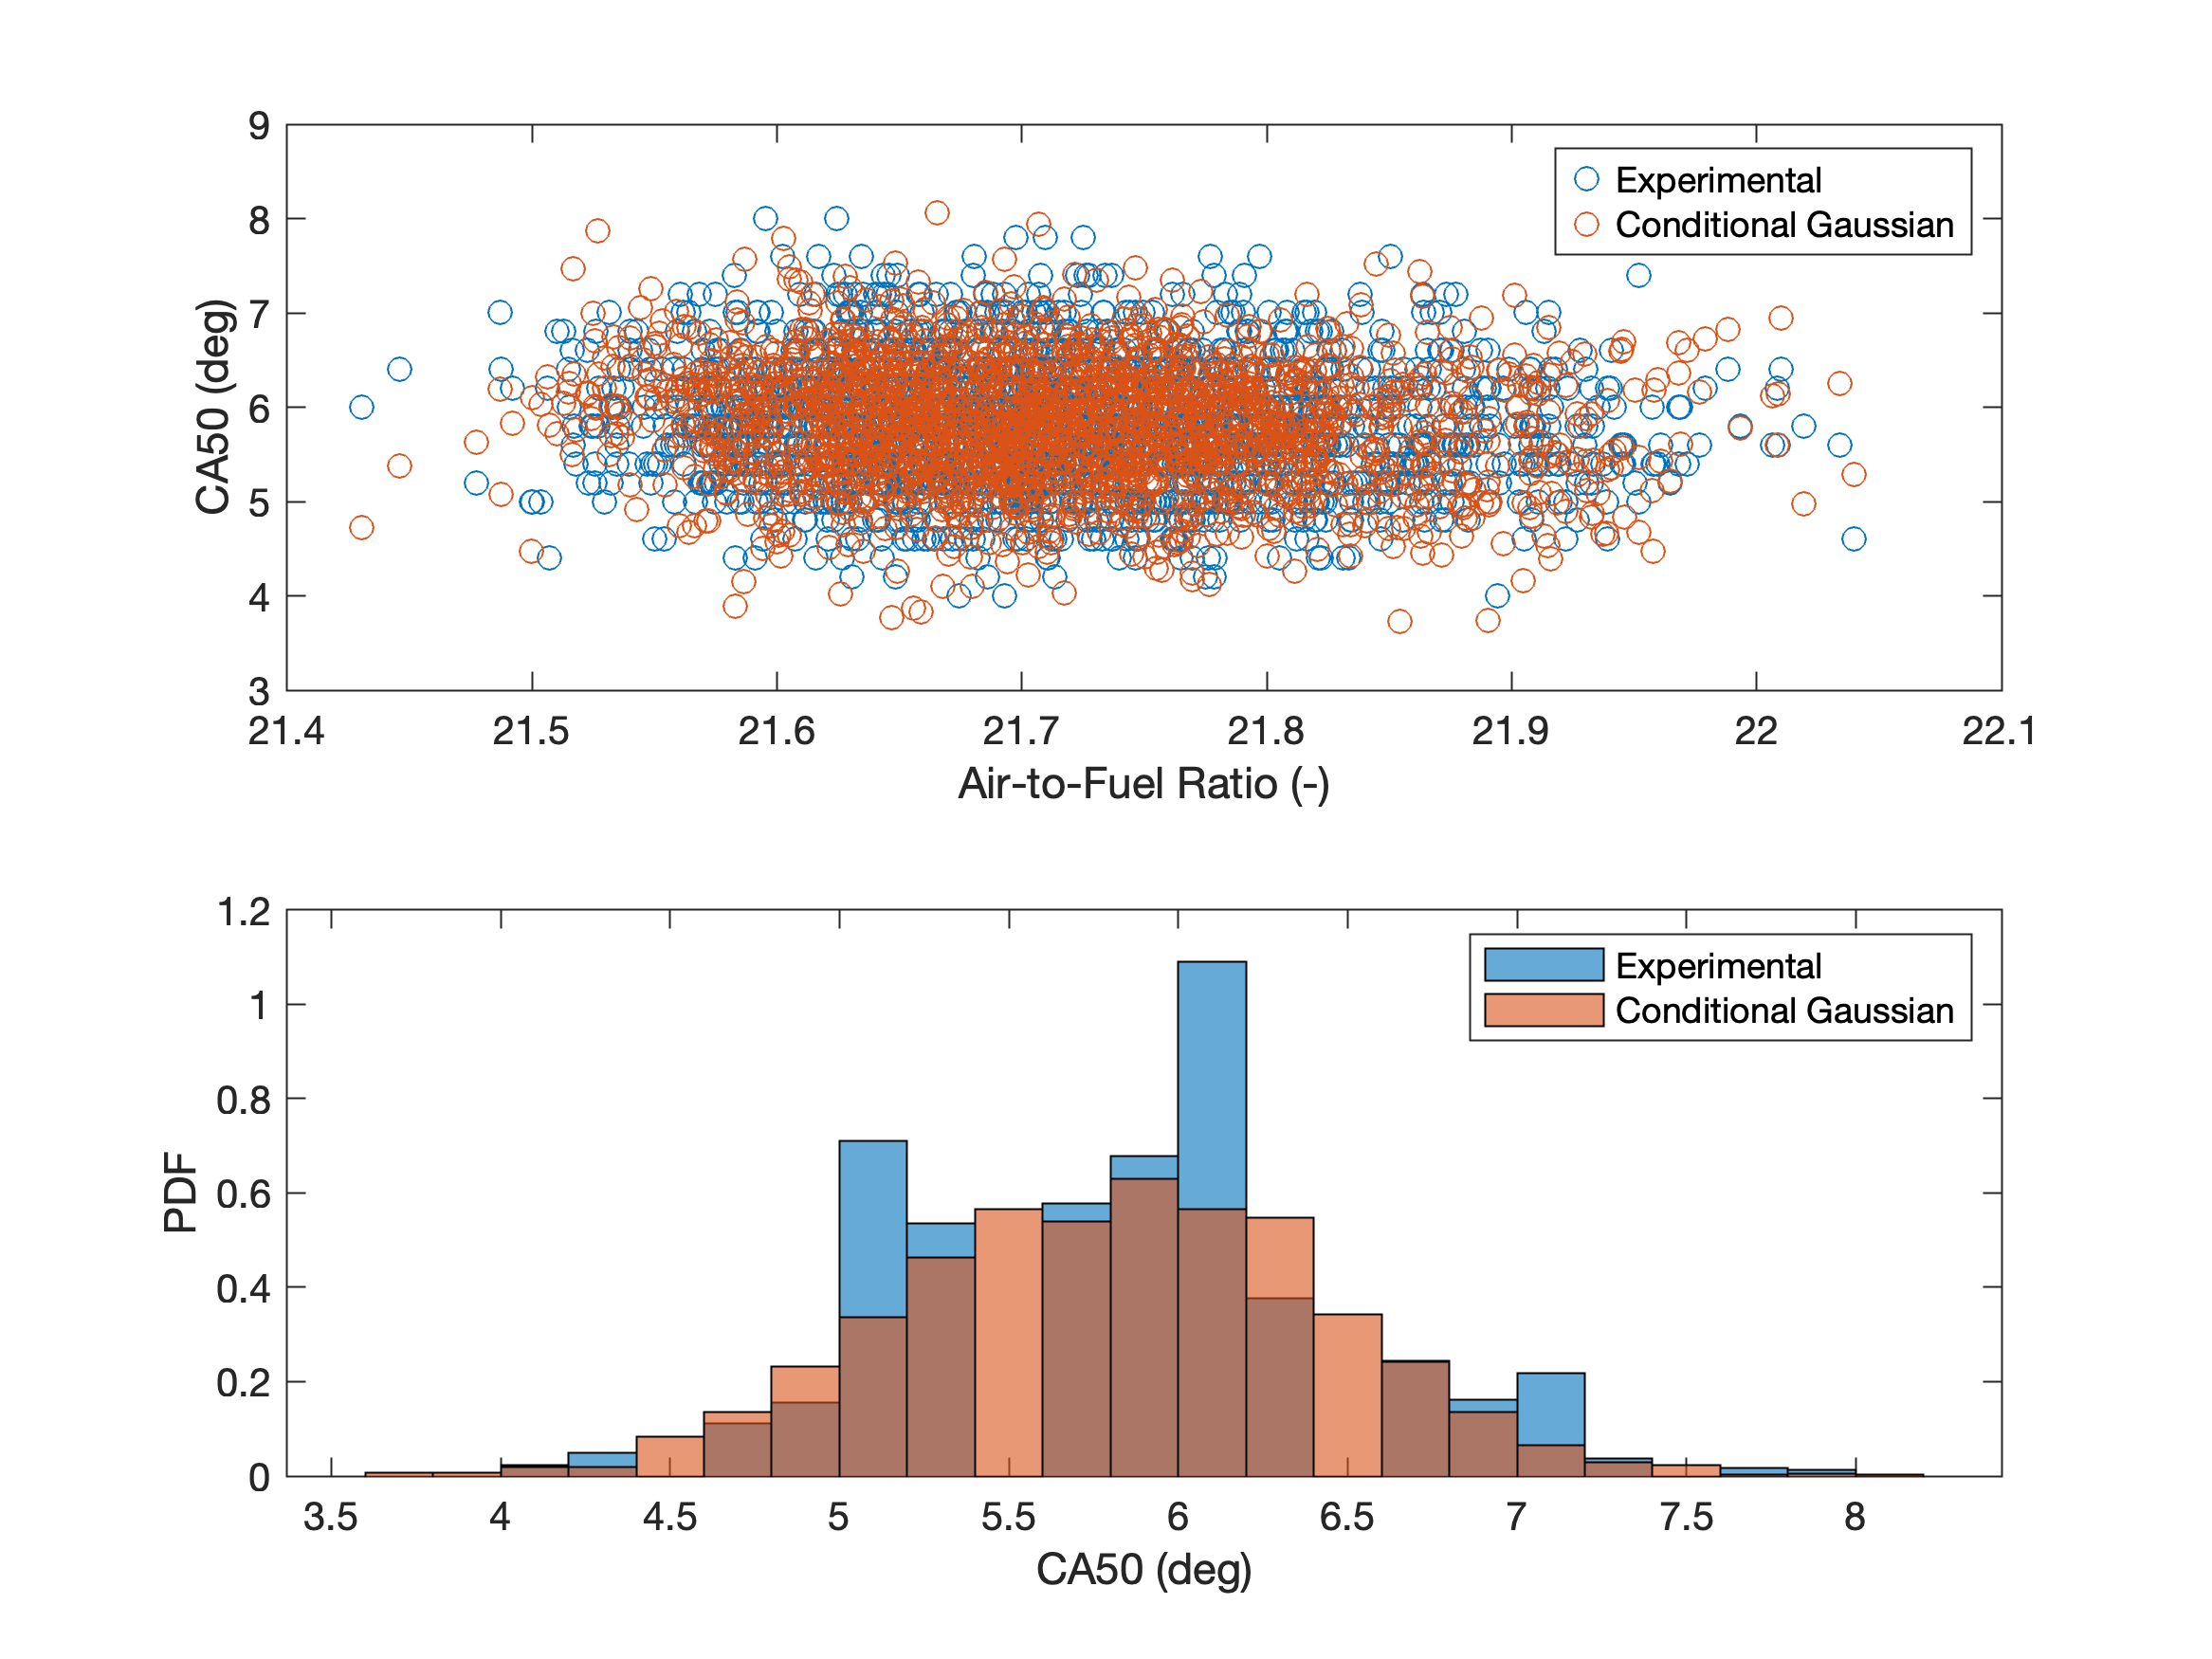 9
8
7
6
5
4
3
CA50 (deg)
Experimental
Conditional Gaussian
21.4 21.5 21.6 21.7 21.8 21.9 22 22.1
Air-to-Fuel Ratio (-)
1.2
1
0.8
0.6
0.4
0.2
0
PDF
Experimental
Conditional Gaussian
3.5 4 4.5 5 5.5 6 6.5 7 7.5 8
CA50 (deg)